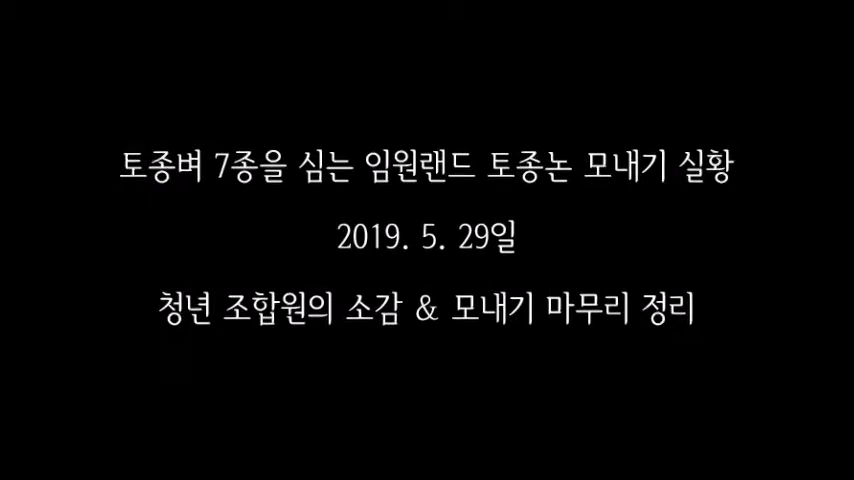 토종벼 7종을 심는 임원랜드 토종논 모내기 실황
2019. 5. 29일
청년 조합원의 소감 & 모내기 마무리 정리